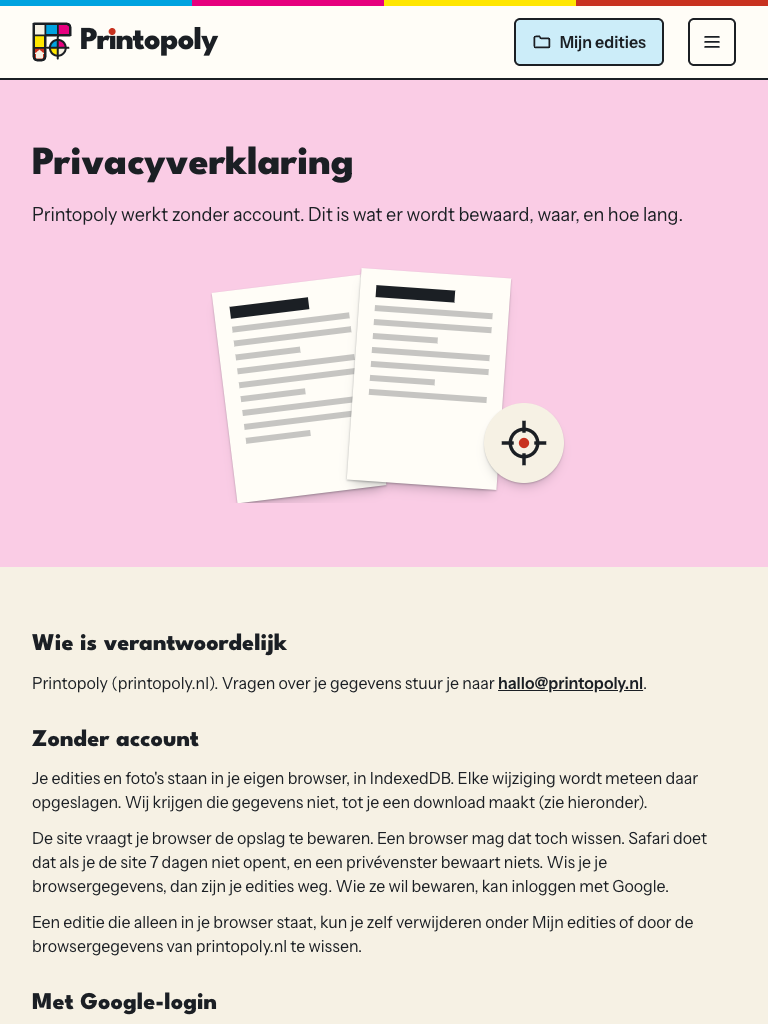 Printopoly
Mijn edities
Privacyverklaring
Printopoly werkt zonder account. Dit is wat er wordt bewaard, waar, en hoe lang.
Wie is verantwoordelijk
Printopoly (printopoly.nl). Vragen over je gegevens stuur je naar hallo@printopoly.nl.
Zonder account
Je edities en foto's staan in je eigen browser, in IndexedDB. Elke wijziging wordt meteen daar
opgeslagen. Wij krijgen die gegevens niet, tot je een download maakt (zie hieronder).
De site vraagt je browser de opslag te bewaren. Een browser mag dat toch wissen. Safari doet
dat als je de site 7 dagen niet opent, en een privévenster bewaart niets. Wis je je
browsergegevens, dan zijn je edities weg. Wie ze wil bewaren, kan inloggen met Google.
Een editie die alleen in je browser staat, kun je zelf verwijderen onder Mijn edities of door de
browsergegevens van printopoly.nl te wissen.
Met Google-login